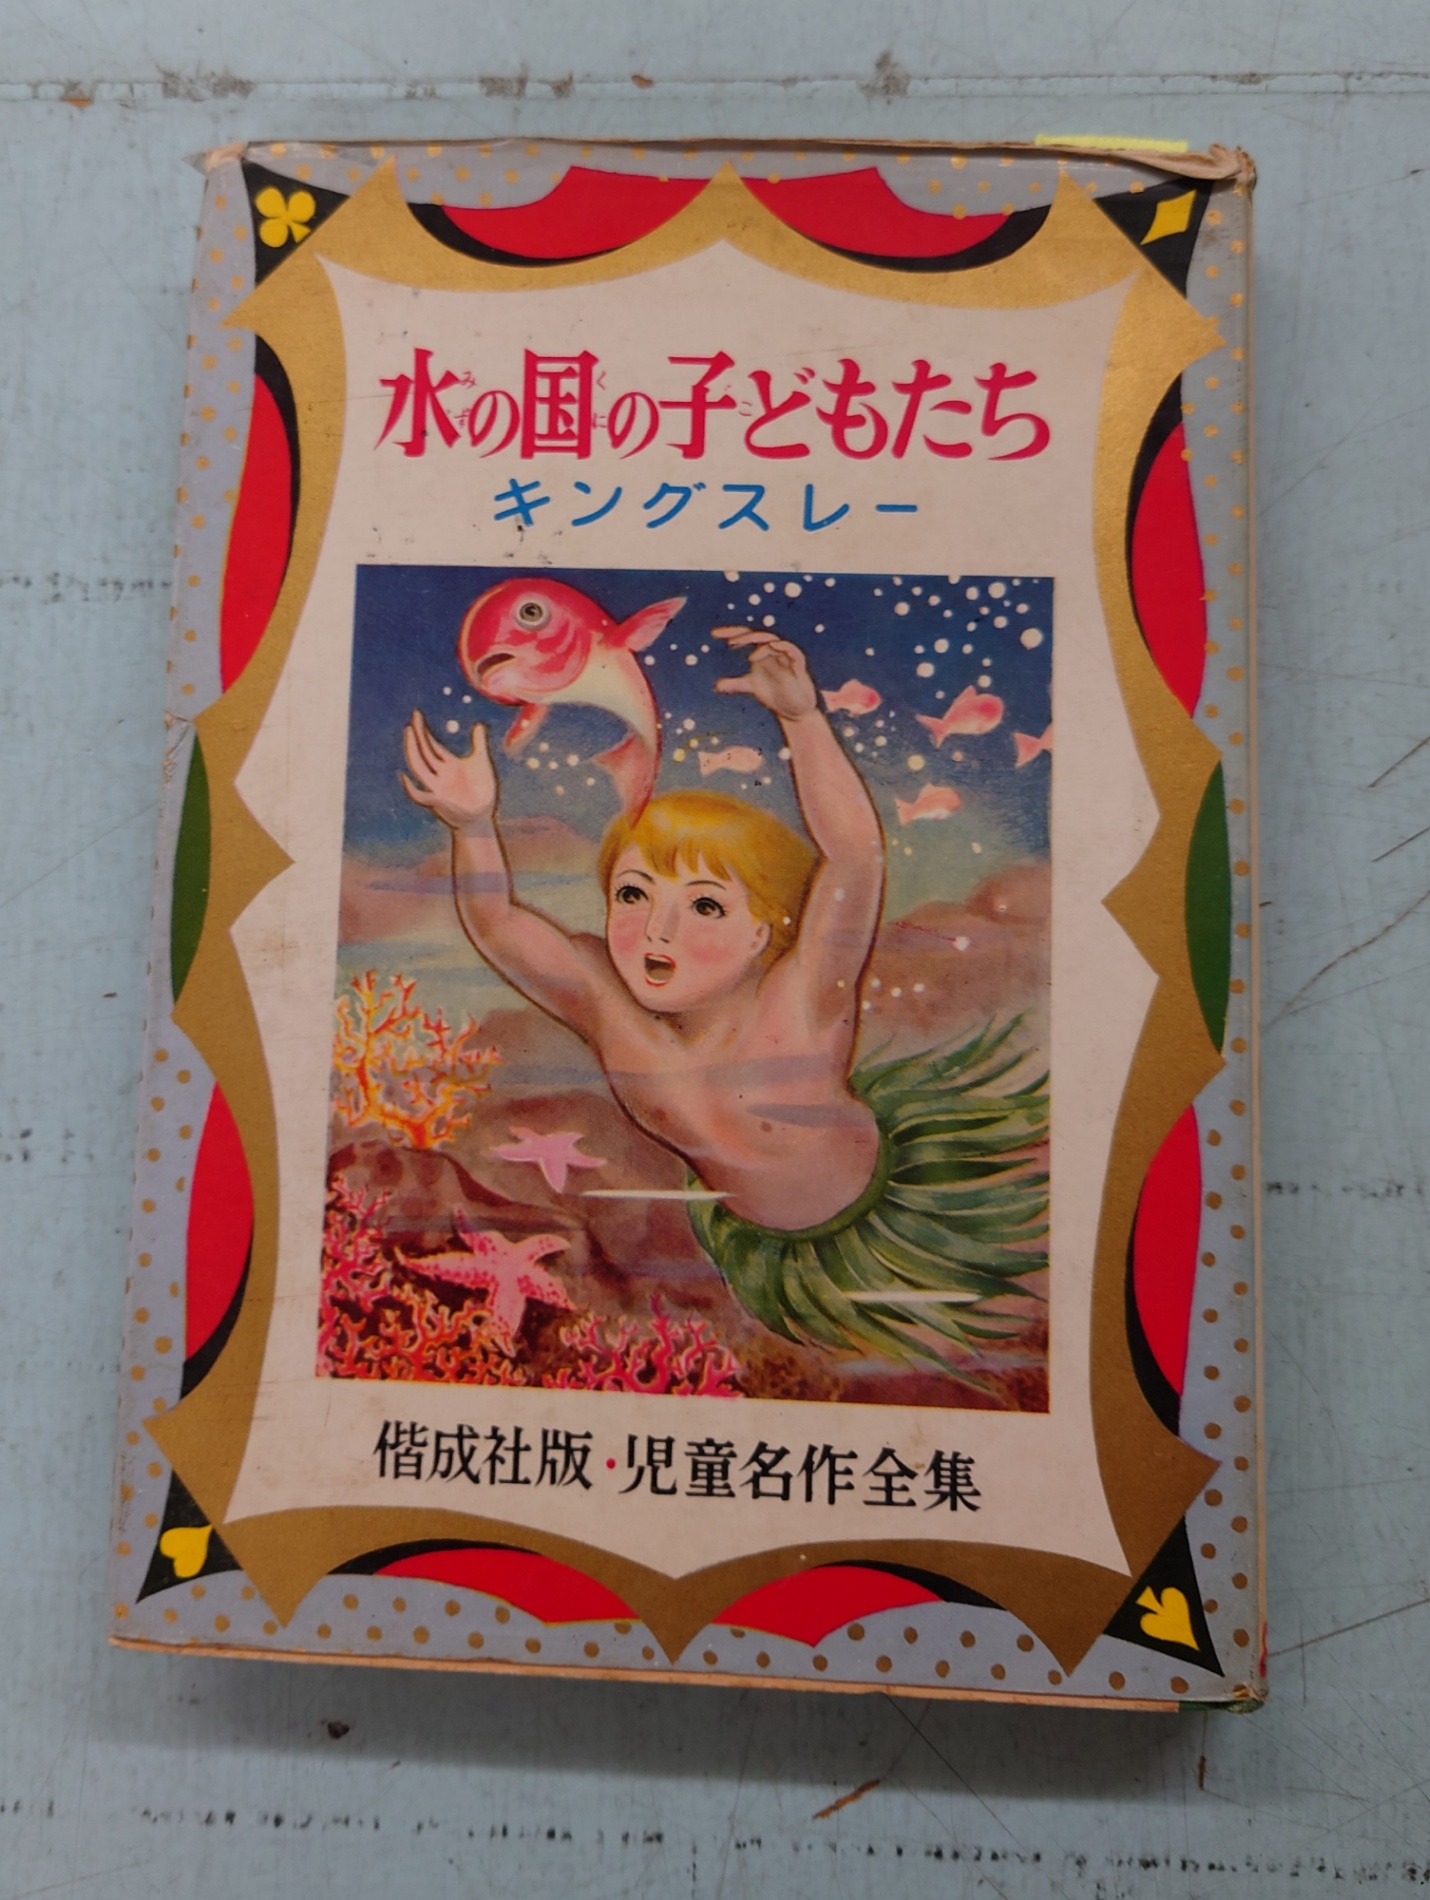 水の国の子どもたち
キングスレー
偕成社版・児童名作全集